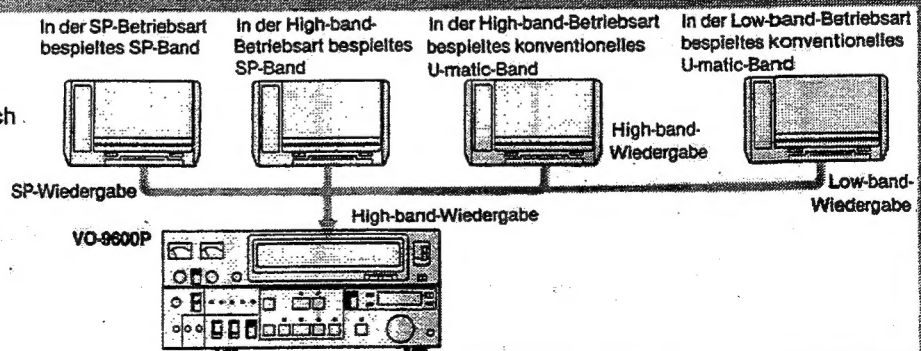 In der SP-Betriebsart
bespieltes SP-Band
In der High-band-
Betriebsart bespieltes
SP-Band
In der High-band-Betriebsart
bespieltes konventionelles
U-matic-Band
In der Low-band-Betriebsart
bespieltes konventionelles
U-matic-Band
ch
High-band-
Wiedergabe
SP-Wiedergabe
Low-band-
Wiedergabe
High-band-Wiedergabe
VO-9600P